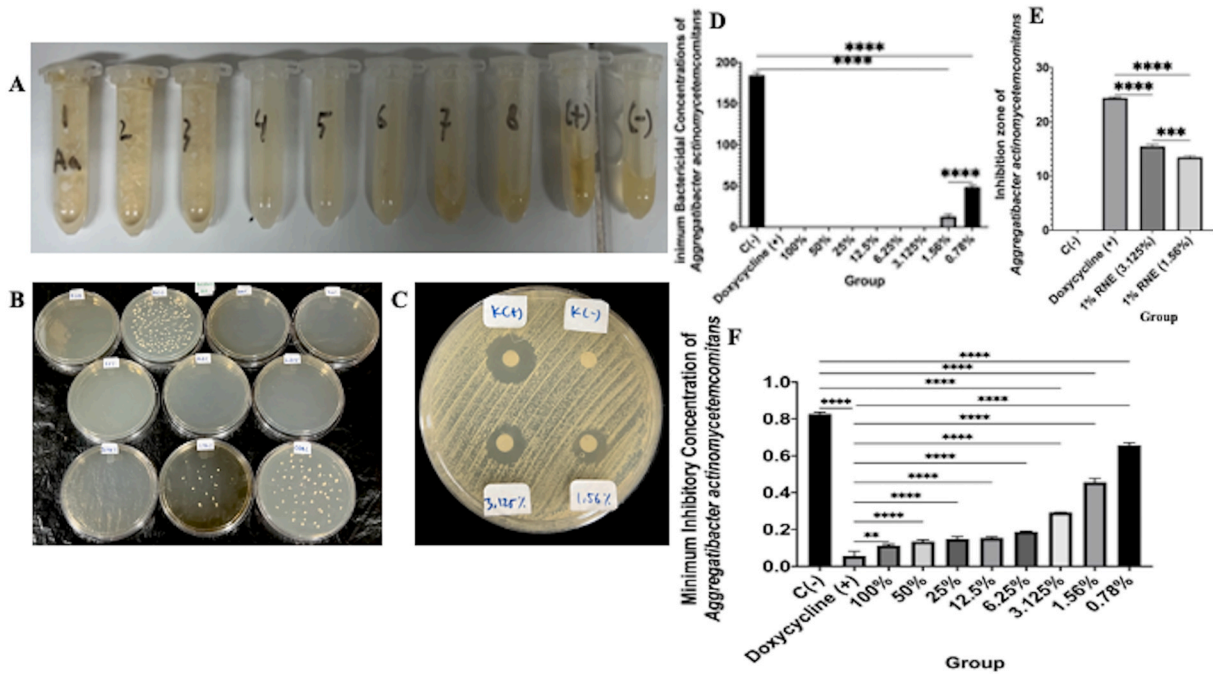 A
1
Aa
2
3
4
5
6
7
8
(+)
(-)
B
C
K(+)
K(-)
3,125%
1.56%
D
inimum Bactericidal Concentrations of
Aggregatibacter actinomycetemcomitans
200
150
100
50
0
****
****
****
C(-)
Doxycycline (+)
100%
50%
25%
12.5%
6.25%
3.125%
1.56%
0.78%
Group
E
Inhibition zone of
Aggregatibacter actinomycetemcomitans
30
20
10
0
****
****
***
C(-)
Doxycycline (+)
1% RNE (3.125%)
1% RNE (1.56%)
Group
F
Minimum Inhibitory Concentration of
Aggregatibacter actinomycetemcomitans
1.0
0.8
0.6
0.4
0.2
0.0
****
****
****
****
****
****
****
****
****
****
****
**
C(-)
Doxycycline (+)
100%
50%
25%
12.5%
6.25%
3.125%
1.56%
0.78%
Group